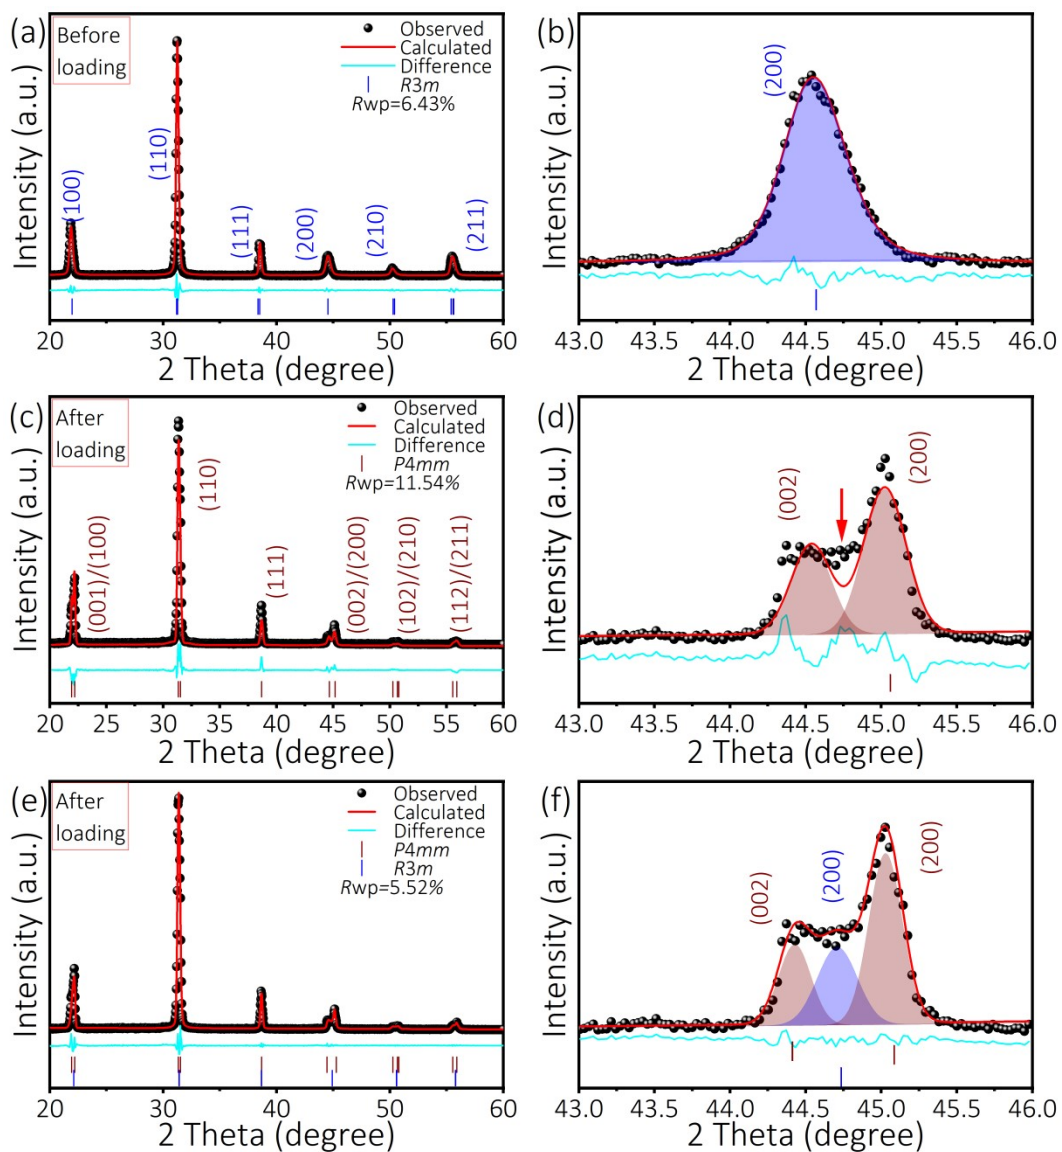 (a)
Before
loading
Observed
Calculated
Difference
R3m
Rwp=6.43%
(100)
(110)
(111)
(200)
(210)
(211)
Intensity (a.u.)
20 30 40 50 60
2 Theta (degree)
(b)
(200)
Intensity (a.u.)
43.0 43.5 44.0 44.5 45.0 45.5 46.0
2 Theta (degree)
(c)
After
loading
Observed
Calculated
Difference
P4mm
Rwp=11.54%
(001)/(100)
(110)
(111)
(002)/(200)
(102)/(210)
(112)/(211)
Intensity (a.u.)
20 30 40 50 60
2 Theta (degree)
(d)
(002)
(200)
Intensity (a.u.)
43.0 43.5 44.0 44.5 45.0 45.5 46.0
2 Theta (degree)
(e)
After
loading
Observed
Calculated
Difference
P4mm
R3m
Rwp=5.52%
Intensity (a.u.)
20 30 40 50 60
2 Theta (degree)
(f)
(002)
(200)
(200)
Intensity (a.u.)
43.0 43.5 44.0 44.5 45.0 45.5 46.0
2 Theta (degree)